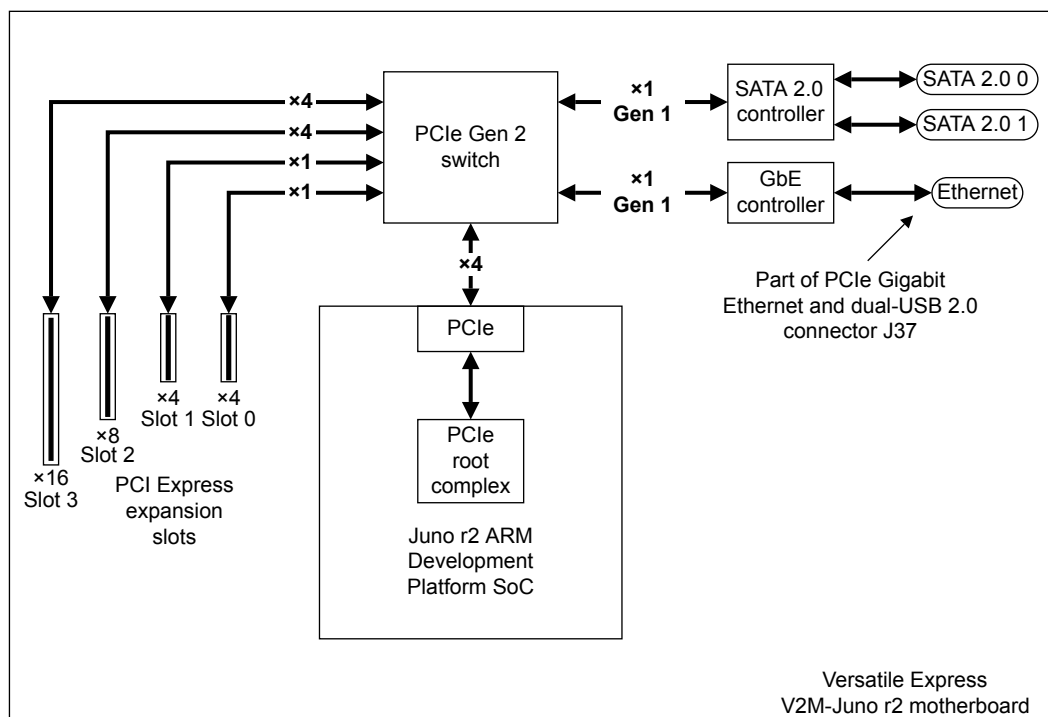 ×4
×4
×1
×1
PCIe Gen 2
switch
×1
Gen 1
SATA 2.0
controller
SATA 2.0 0
SATA 2.0 1
×1
Gen 1
GbE
controller
Ethernet
Part of PCIe Gigabit
Ethernet and dual-USB 2.0
connector J37
×4
PCIe
PCIe
root
complex
Juno r2 ARM
Development
Platform SoC
×16
Slot 3
×8
Slot 2
×4
Slot 1
×4
Slot 0
PCI Express
expansion
slots
Versatile Express
V2M-Juno r2 motherboard